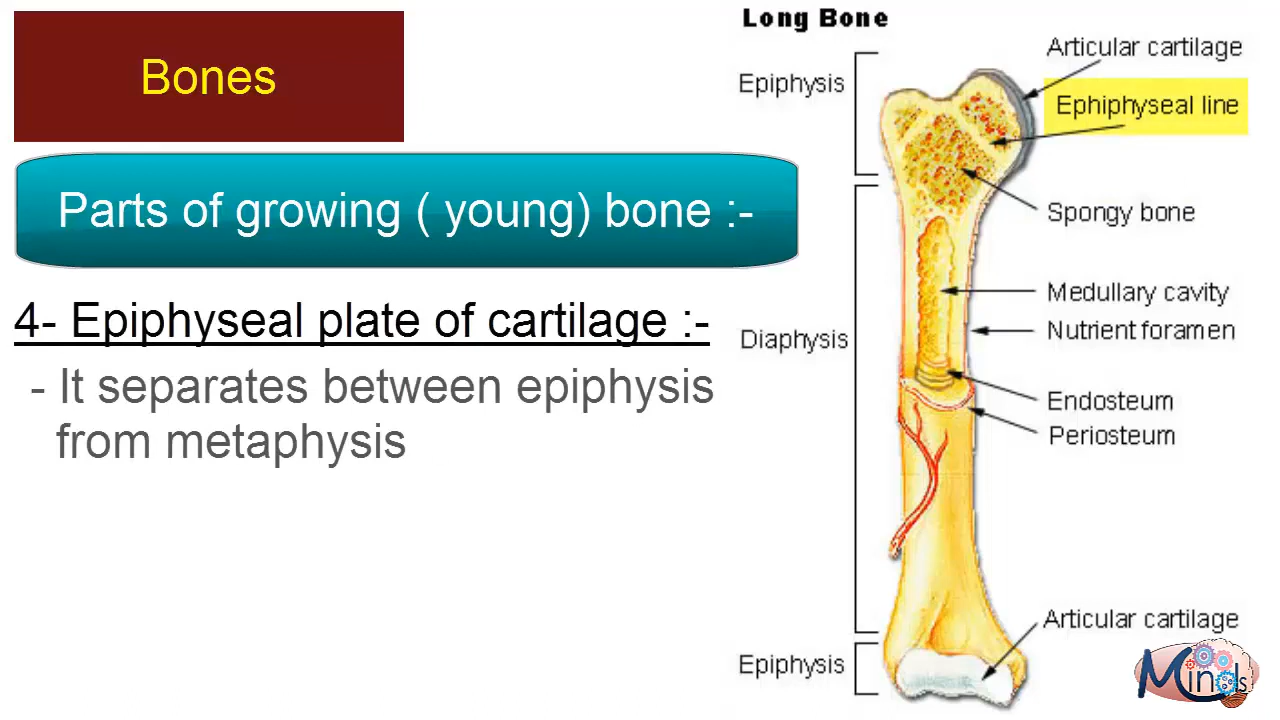 Bones
Parts of growing ( young) bone :-
4- Epiphyseal plate of cartilage :-
- It separates between epiphysis
from metaphysis
Long Bone
Articular cartilage
Epiphysis
Ephiphyseal line
Spongy bone
Medullary cavity
Nutrient foramen
Diaphysis
Endosteum
Periosteum
Articular cartilage
Epiphysis
Minds